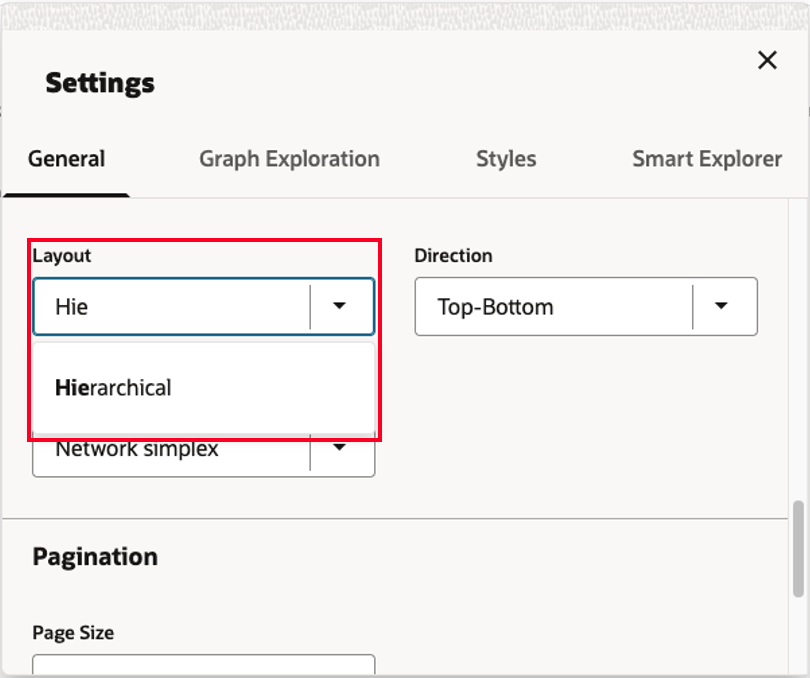 Settings
General Graph Exploration Styles Smart Explorer
Layout Direction
Hie Top-Bottom
Hierarchical
Network simplex
Pagination
Page Size